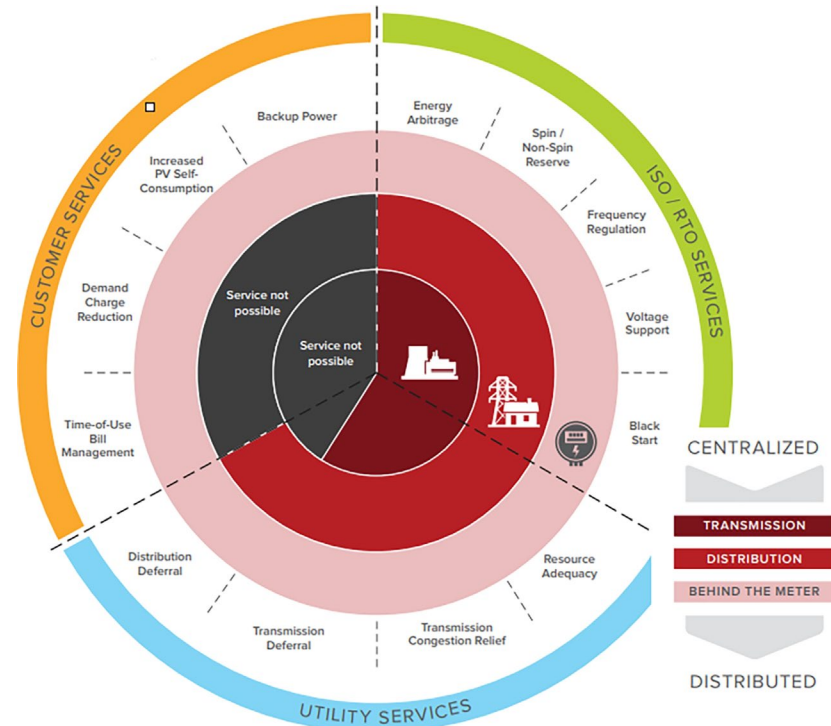 CUSTOMER SERVICES
ISO / RTO SERVICES
UTILITY SERVICES
Backup Power
Increased
PV Self-
Consumption
Demand
Charge
Reduction
Time-of-Use
Bill
Management
Energy
Arbitrage
Spin /
Non-Spin
Reserve
Frequency
Regulation
Voltage
Support
Black
Start
Resource
Adequacy
Transmission
Congestion Relief
Transmission
Deferral
Distribution
Deferral
Service not
possible
Service not
possible
CENTRALIZED
TRANSMISSION
DISTRIBUTION
BEHIND THE METER
DISTRIBUTED